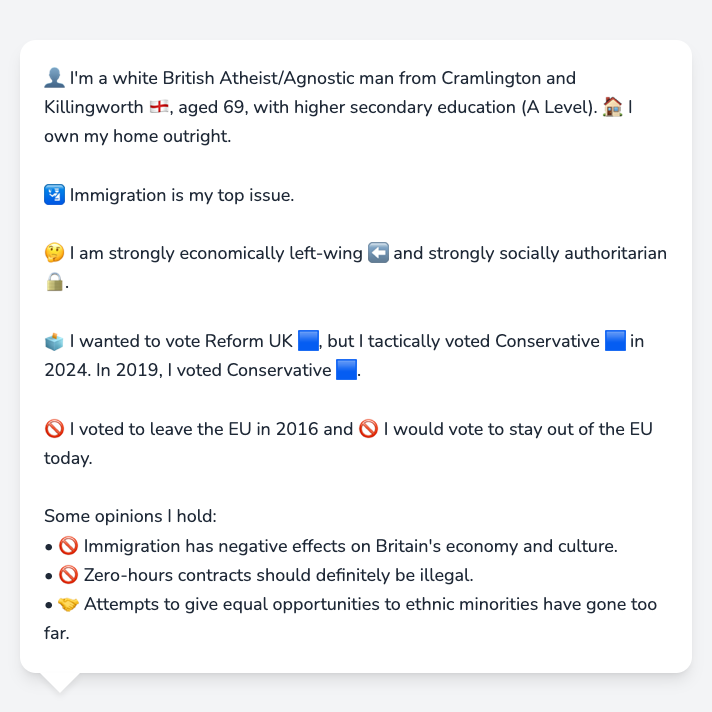 👤 I'm a white British Atheist/Agnostic man from Cramlington and
Killingworth 🏴󠁧󠁢󠁥󠁮󠁧󠁿, aged 69, with higher secondary education (A Level). 🏠 I
own my home outright.
🛂 Immigration is my top issue.
🤔 I am strongly economically left-wing ⬅️ and strongly socially authoritarian
🔒.
🗳️ I wanted to vote Reform UK 🟦, but I tactically voted Conservative 🟦 in
2024. In 2019, I voted Conservative 🟦.
🚫 I voted to leave the EU in 2016 and 🚫 I would vote to stay out of the EU
today.
Some opinions I hold:
• 🚫 Immigration has negative effects on Britain's economy and culture.
• 🚫 Zero-hours contracts should definitely be illegal.
• 🤝 Attempts to give equal opportunities to ethnic minorities have gone too
far.